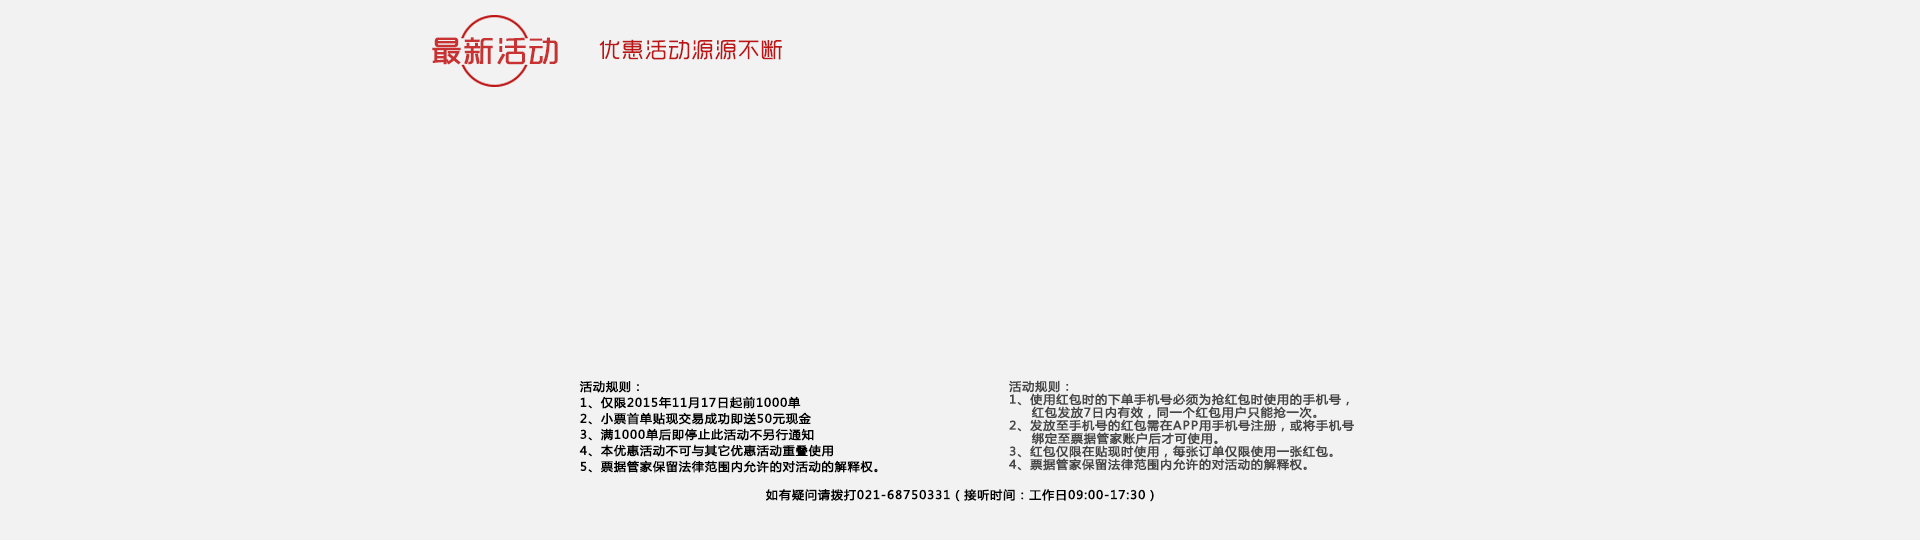 最新活动
优惠活动源源不断
活动规则：
1、仅限2015年11月17日起前1000单
2、小票首单贴现交易成功即送50元现金
3、满1000单后即停止此活动不另行通知
4、本优惠活动不可与其它优惠活动重叠使用
5、票据管家保留法律范围内允许的对活动的解释权。
活动规则：
1、使用红包时的下单手机号必须为抢红包时使用的手机号，
红包发放7日内有效，同一个红包用户只能抢一次。
2、发放至手机号的红包需在APP用手机号注册，或将手机号
绑定至票据管家账户后才可使用。
3、红包仅限在贴现时使用，每张订单仅限使用一张红包。
4、票据管家保留法律范围内允许的对活动的解释权。
如有疑问请拨打021-68750331（接听时间：工作日09:00-17:30）